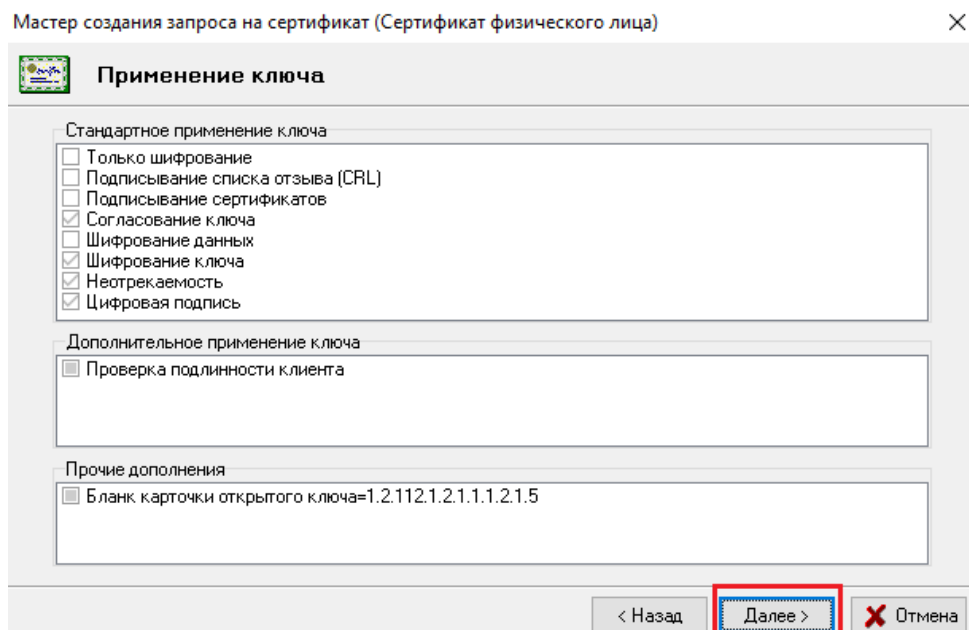 Мастер создания запроса на сертификат (Сертификат физического лица)
Применение ключа
Стандартное применение ключа
Только шифрование
Подписывание списка отзыва (CRL)
Подписывание сертификатов
Согласование ключа
Шифрование данных
Шифрование ключа
Неотрекаемость
Цифровая подпись
Дополнительное применение ключа
Проверка подлинности клиента
Прочие дополнения
Бланк карточки открытого ключа=1.2.112.1.2.1.1.1.2.1.5
< Назад Далее > Отмена